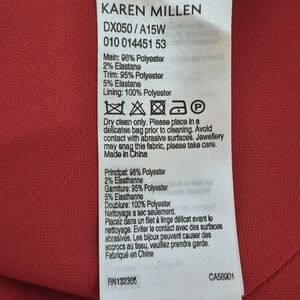 KAREN MILLEN
DX050 / A15W
010 014451 53
Main: 98% Polyester
2% Elastane
Trim: 95% Polyester
5% Elastane
Lining: 100% Polyester
Dry clean only. Please place in a
delicates bag prior to cleaning. Avoid
contact with abrasive surfaces. Jewellery
may snag this fabric, please take care.
Made in China
Principal: 98% Polyester
2% Elasthanne
Garniture: 95% Polyester
5% Elasthanne
Doublure: 100% Polyester
Nettoyage a sec seulement.
Placez dans un filet à linge délicat avant le
nettoyage. Eviter le contact avec des surfaces
abrasives. Les bijoux peuvent causer des
accrocs au tissu, veuillez prendre garde.
Fabriqué en Chine
RN132366
CA58901